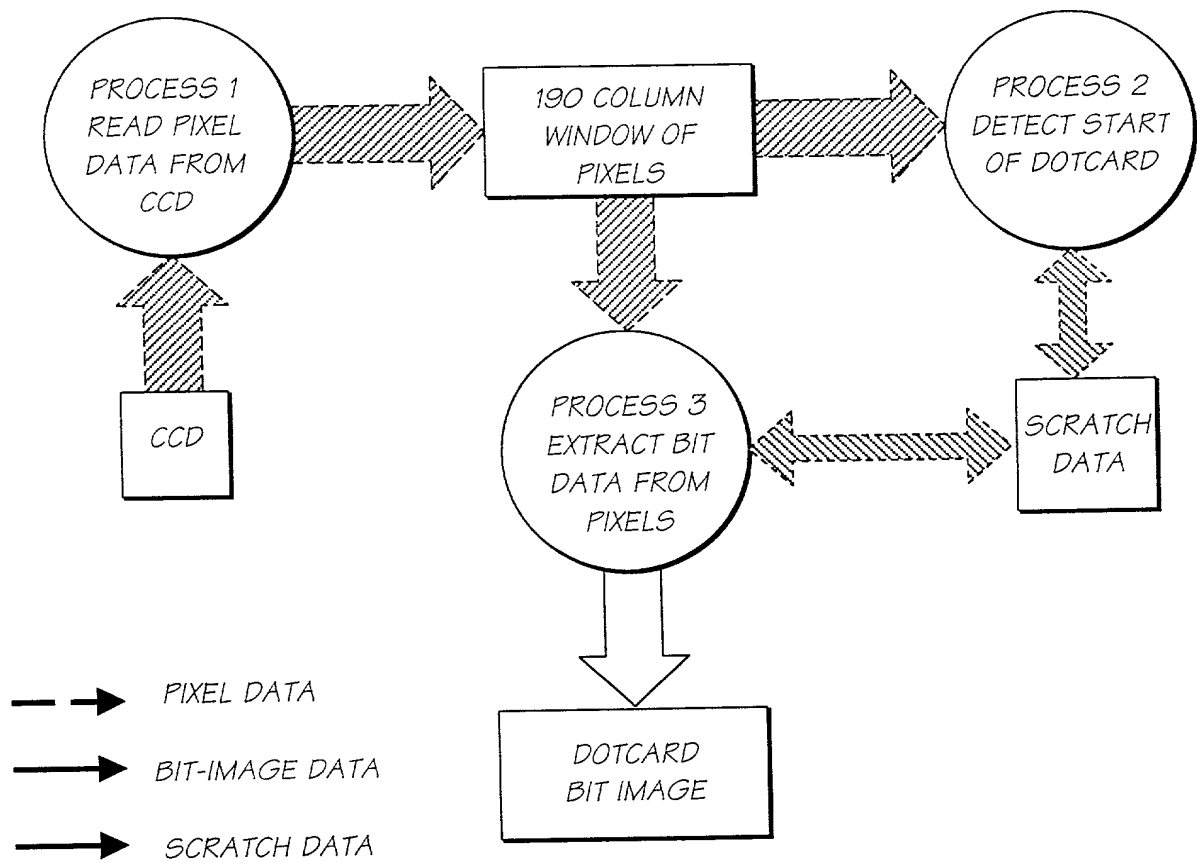 PROCESS 1
READ PIXEL
DATA FROM
CCD
190 COLUMN
WINDOW OF
PIXELS
PROCESS 2
DETECT START
OF DOTCARD
CCD
PROCESS 3
EXTRACT BIT
DATA FROM
PIXELS
SCRATCH
DATA
PIXEL DATA
BIT-IMAGE DATA
SCRATCH DATA
DOTCARD
BIT IMAGE